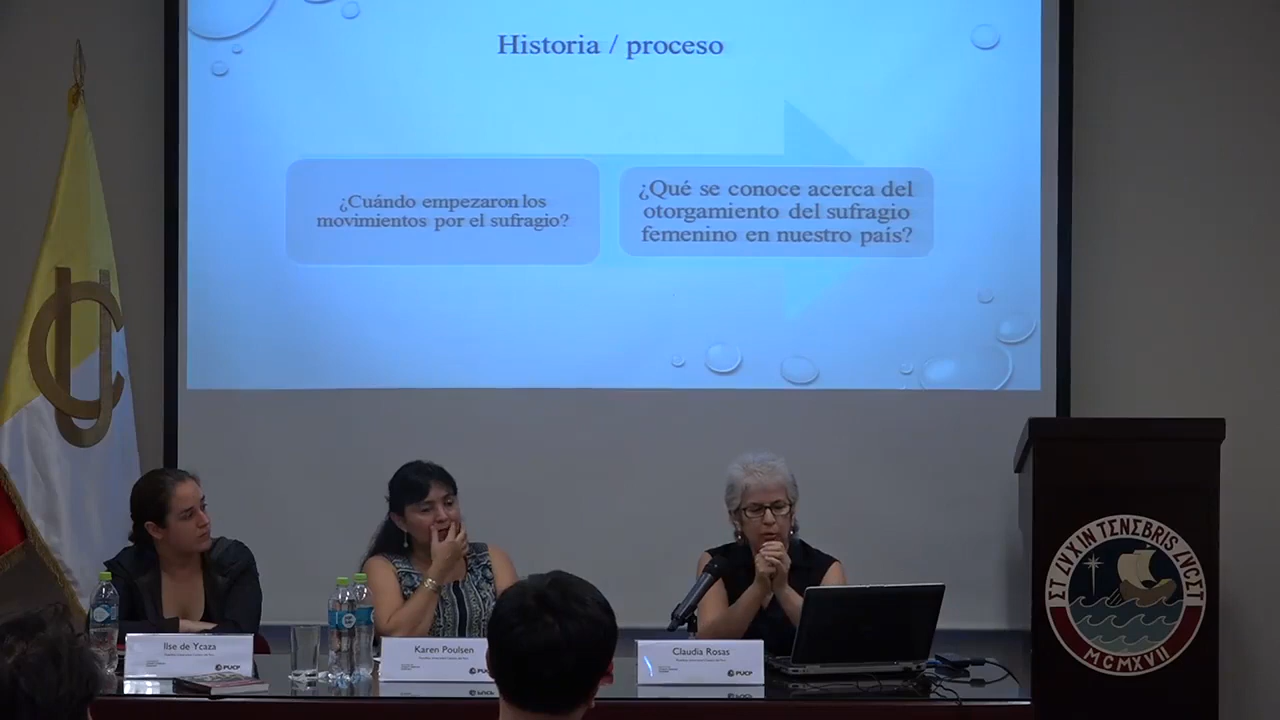 Historia / proceso
¿Cuándo empezaron los
movimientos por el sufragio?
¿Qué se conoce acerca del
otorgamiento del sufragio
femenino en nuestro país?
Ilse de Ycaza
PUCP
Karen Poulsen
PUCP
Claudia Rosas
PUCP
ET LVX IN TENEBRIS LVCET
MCMXVII